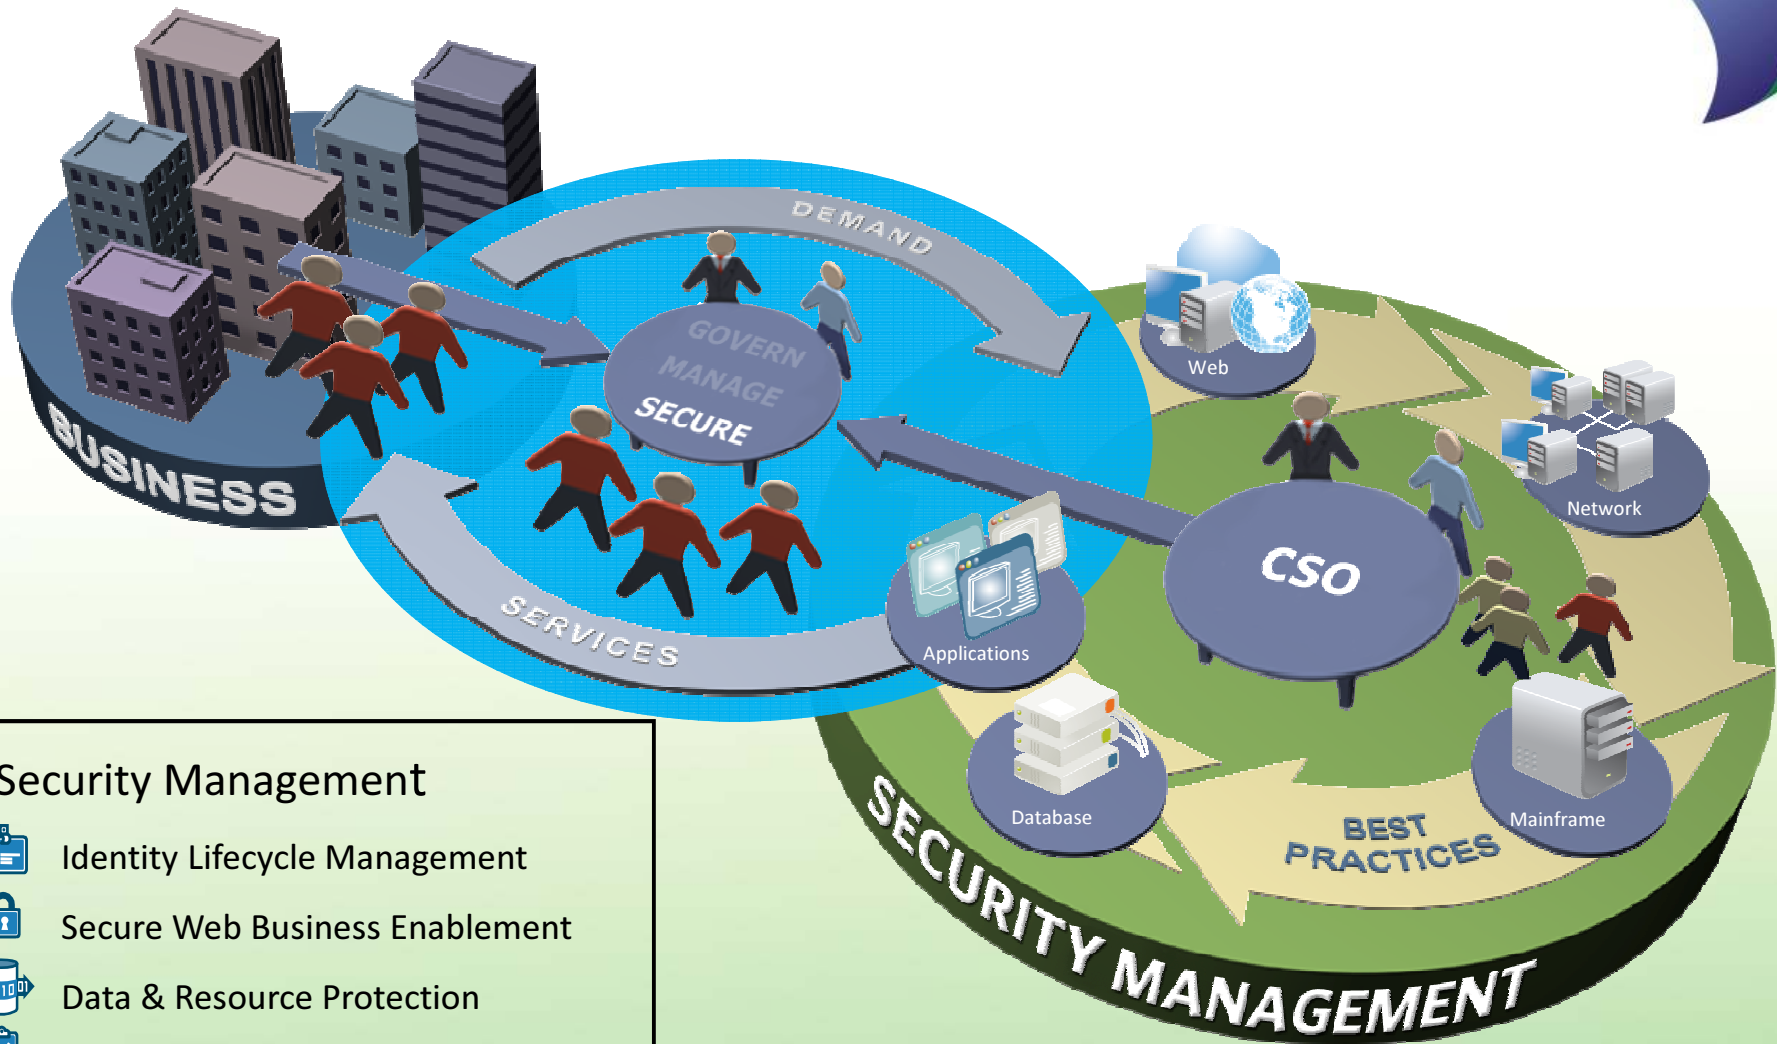 DEMAND
GOVERN
MANAGE
SECURE
BUSINESS
SERVICES
Web
Network
CSO
Applications
Database
Mainframe
BEST
PRACTICES
SECURITY MANAGEMENT
Security Management
Identity Lifecycle Management
Secure Web Business Enablement
Data & Resource Protection